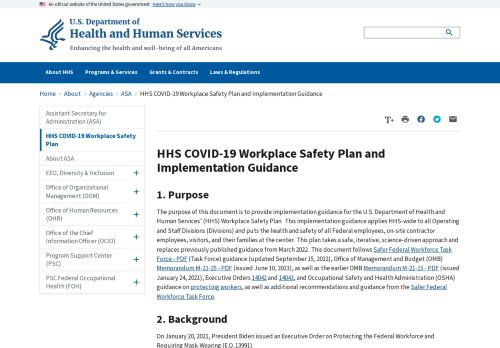 An official website of the United States government Here's how you know
U.S. Department of
Health and Human Services
Enhancing the health and well-being of all Americans
About HHS Programs & Services Grants & Contracts Laws & Regulations
Home › About › Agencies › ASA › HHS COVID-19 Workplace Safety Plan and Implementation Guidance
Assistant Secretary for
Administration (ASA)
HHS COVID-19 Workplace Safety
Plan
About ASA
EEO, Diversity & Inclusion
Office of Organizational
Management (OOM)
Office of Human Resources
(OHR)
Office of the Chief
Information Officer (OCIO)
Program Support Center
(PSC)
PSC Federal Occupational
Health (FOH)
T+
HHS COVID-19 Workplace Safety Plan and
Implementation Guidance
1. Purpose
The purpose of this document is to provide implementation guidance for the U.S. Department of Health and
Human Services' (HHS) Workplace Safety Plan. This implementation guidance applies HHS-wide to all Operating
and Staff Divisions (Divisions) and puts the health and safety of all Federal employees, on-site contractor
employees, visitors, and their families at the center. This plan takes a safe, iterative, science-driven approach and
replaces previously published guidance from March 2022. This document follows Safer Federal Workforce Task
Force - PDF (Task Force) guidance (updated September 15, 2022), Office of Management and Budget (OMB)
Memorandum M-21-25 - PDF (issued June 10, 2021), as well as the earlier OMB Memorandum M-21-15 - PDF (issued
January 24, 2021), Executive Orders 14042 and 14043, and Occupational Safety and Health Administration (OSHA)
guidance on protecting workers, as well as additional recommendations and guidance from the Safer Federal
Workforce Task Force.
2. Background
On January 20, 2021, President Biden issued an Executive Order on Protecting the Federal Workforce and
Requiring Mask-Wearing (E.O. 13991).